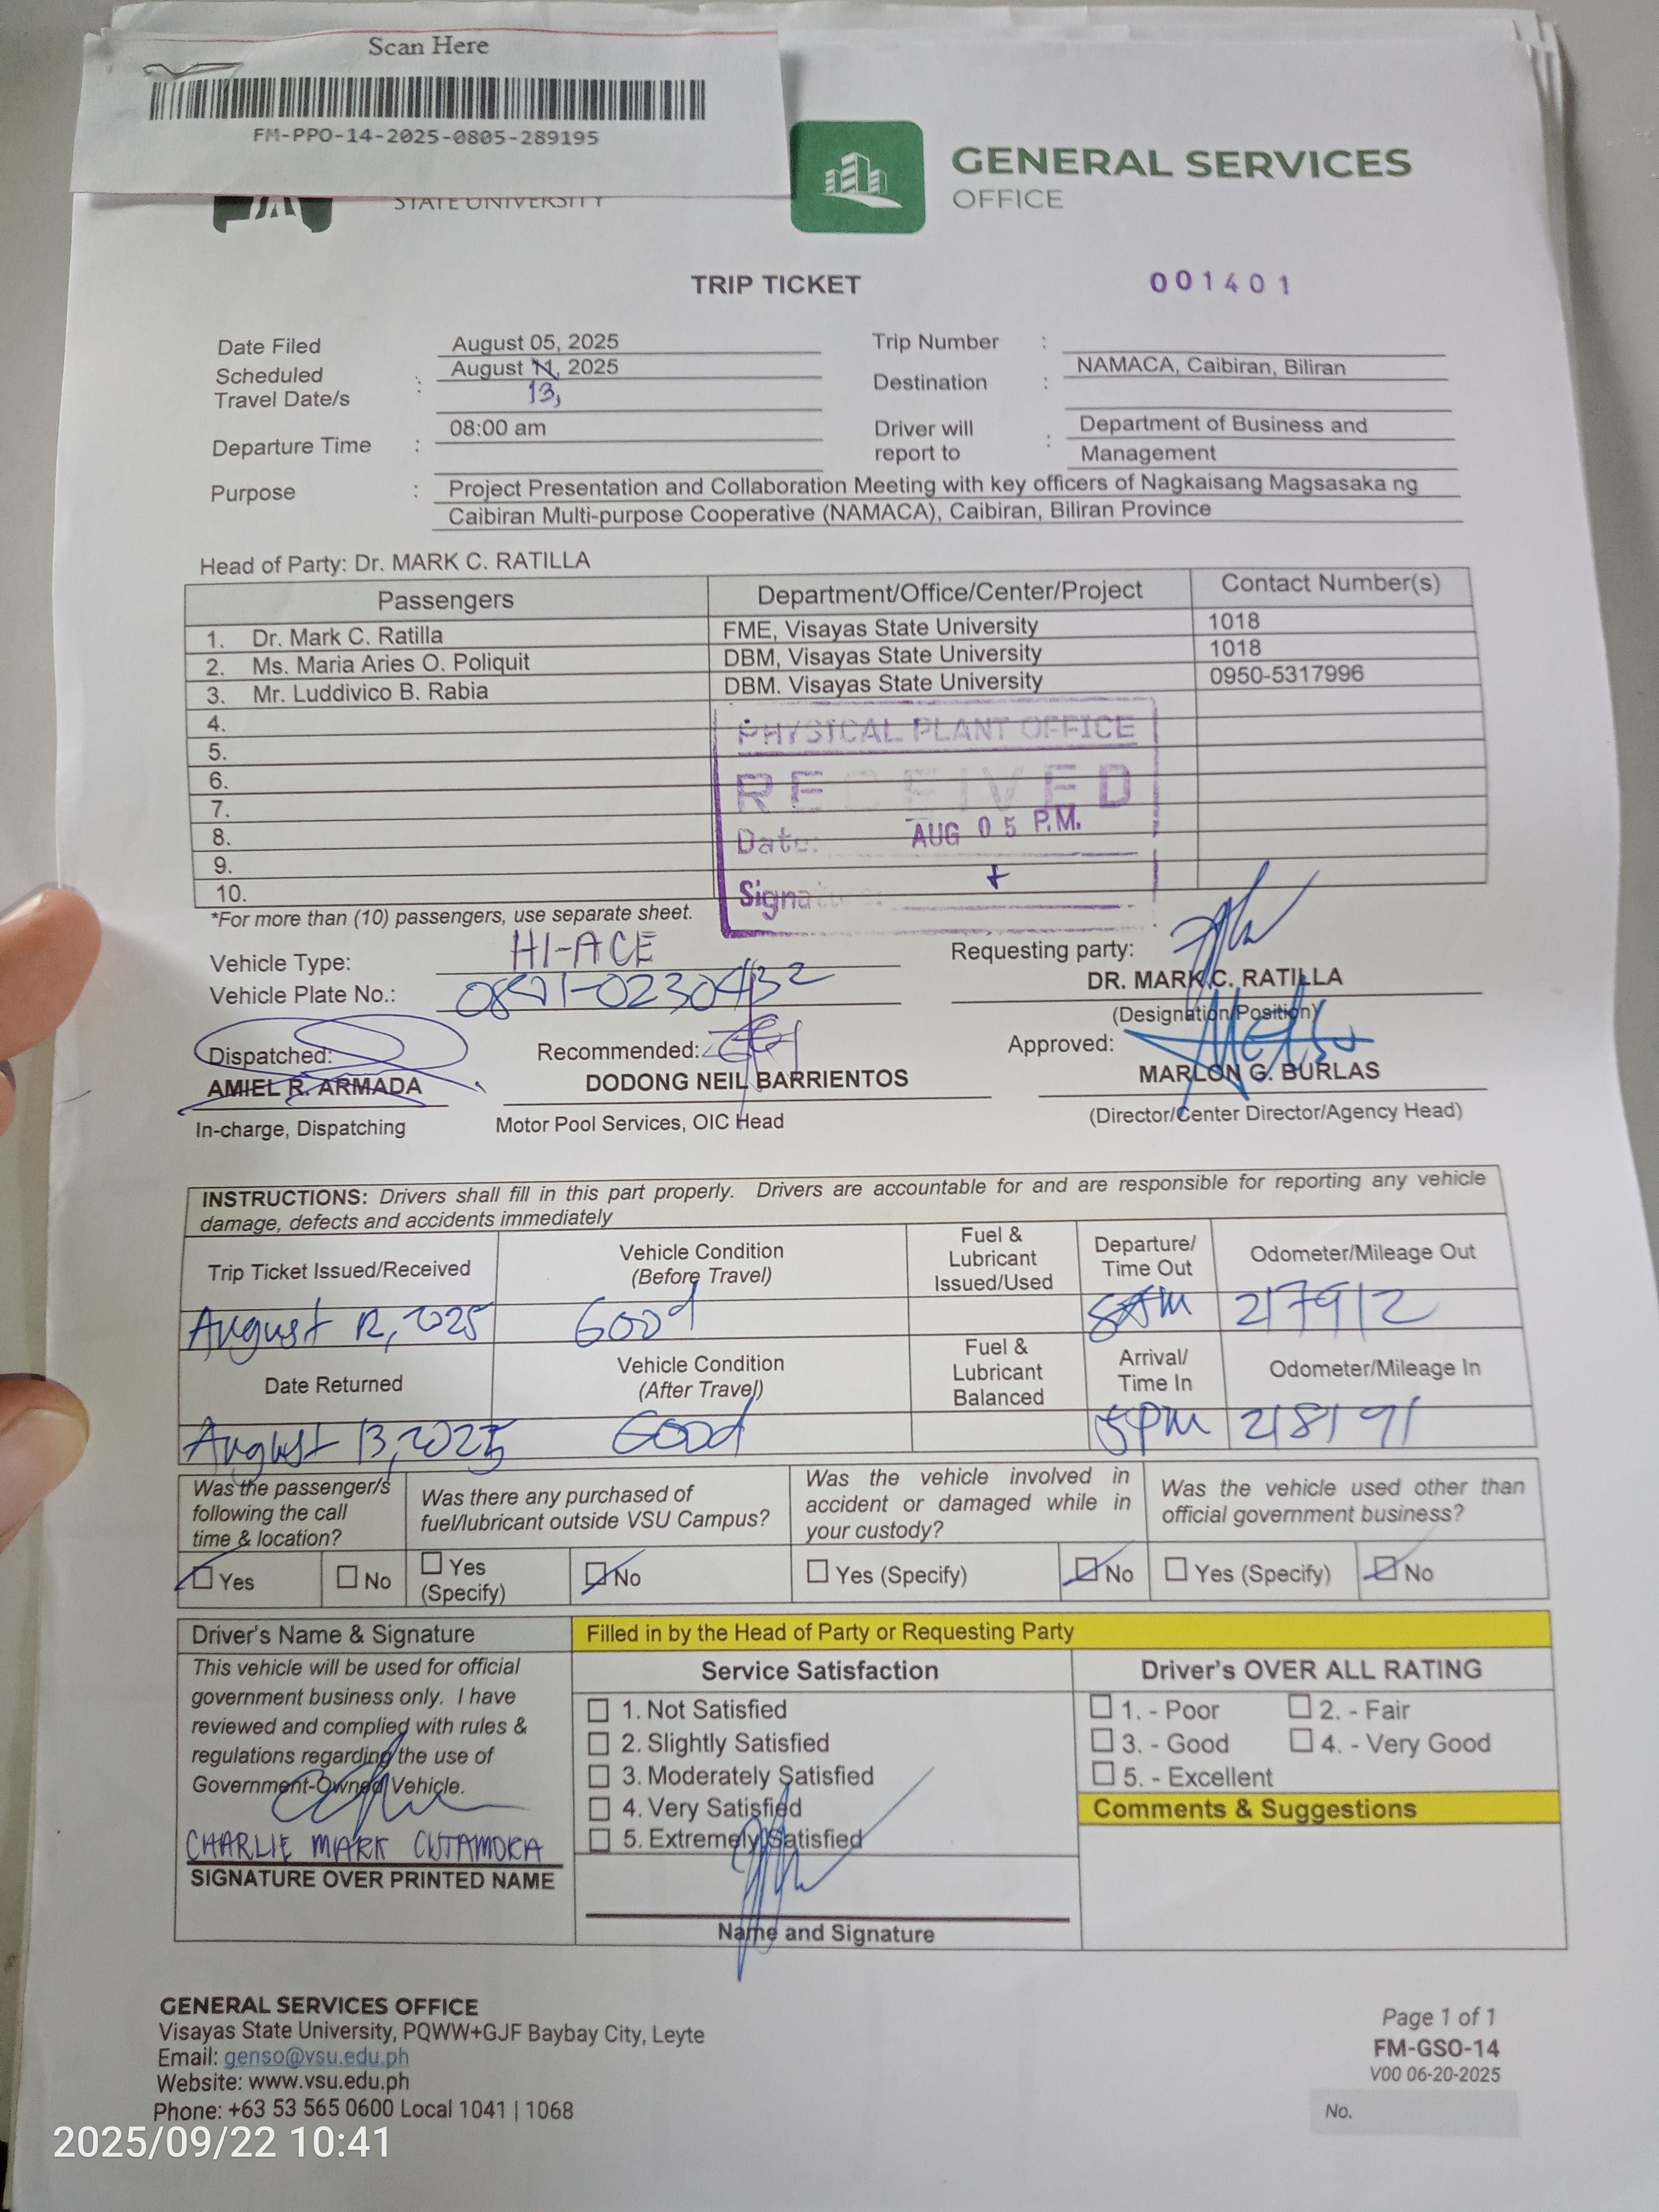 Scan Here
FM-PPO-14-2025-0805-289195
STATE UNIVERSITY
GENERAL SERVICES
OFFICE
TRIP TICKET
001401
Date Filed
August 05, 2025
Trip Number :
Scheduled
Travel Date/s :
August 11, 2025
13,
Destination :
NAMACA, Caibiran, Biliran
Departure Time :
08:00 am
Driver will
report to :
Department of Business and
Management
Purpose :
Project Presentation and Collaboration Meeting with key officers of Nagkaisang Magsasaka ng
Caibiran Multi-purpose Cooperative (NAMACA), Caibiran, Biliran Province
Head of Party: Dr. MARK C. RATILLA
Passengers Department/Office/Center/Project Contact Number(s)
1. Dr. Mark C. Ratilla FME, Visayas State University 1018
2. Ms. Maria Aries O. Poliquit DBM, Visayas State University 1018
3. Mr. Luddivico B. Rabia DBM. Visayas State University 0950-5317996
4.
5.
6.
7.
8.
9.
10.
PHYSICAL PLANT OFFICE
RECEIVED
Date: AUG 05 P.M.
Signature:
*For more than (10) passengers, use separate sheet.
Vehicle Type: HI-ACE
Vehicle Plate No.:
Requesting party:
DR. MARK C. RATILLA
(Designation/Position)
Dispatched:
AMIEL R. ARMADA
In-charge, Dispatching
Recommended:
DODONG NEIL BARRIENTOS
Motor Pool Services, OIC Head
Approved:
MARLON G. BURLAS
(Director/Center Director/Agency Head)
INSTRUCTIONS: Drivers shall fill in this part properly. Drivers are accountable for and are responsible for reporting any vehicle
damage, defects and accidents immediately
Trip Ticket Issued/Received
Vehicle Condition
(Before Travel)
Fuel &
Lubricant
Issued/Used
Departure/
Time Out
Odometer/Mileage Out
August 12, 2025 Good 8AM 217912
Date Returned
Vehicle Condition
(After Travel)
Fuel &
Lubricant
Balanced
Arrival/
Time In
Odometer/Mileage In
August 13, 2025 Good 5PM 218191
Was the passenger/s
following the call
time & location?
Was there any purchased of
fuel/lubricant outside VSU Campus?
Was the vehicle involved in
accident or damaged while in
your custody?
Was the vehicle used other than
official government business?
Yes No
Yes
(Specify)
No
Yes (Specify) No
Yes (Specify) No
Driver's Name & Signature
This vehicle will be used for official
government business only. I have
reviewed and complied with rules &
regulations regarding the use of
Government-Owned Vehicle.
CHARLIE MARK
SIGNATURE OVER PRINTED NAME
Filled in by the Head of Party or Requesting Party
Service Satisfaction
1. Not Satisfied
2. Slightly Satisfied
3. Moderately Satisfied
4. Very Satisfied
5. Extremely Satisfied
Name and Signature
Driver's OVER ALL RATING
1. - Poor 2. - Fair
3. - Good 4. - Very Good
5. - Excellent
Comments & Suggestions
GENERAL SERVICES OFFICE
Visayas State University, PQWW+GJF Baybay City, Leyte
Email: genso@vsu.edu.ph
Website: www.vsu.edu.ph
Phone: +63 53 565 0600 Local 1041 | 1068
Page 1 of 1
FM-GSO-14
V00 06-20-2025
No.
2025/09/22 10:41